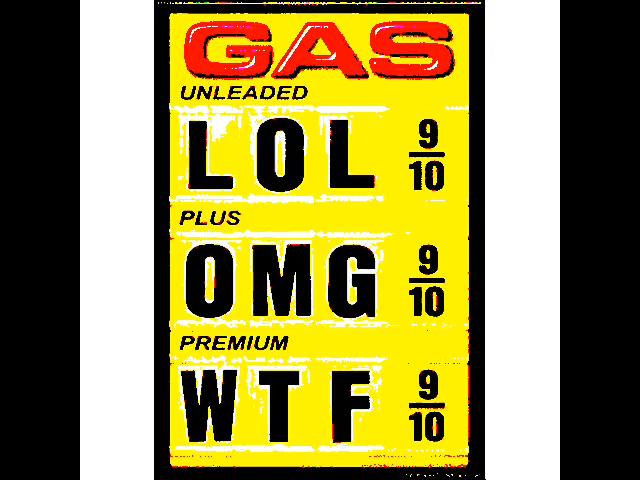 GAS
UNLEADED
LOL 9/10
PLUS
OMG 9/10
PREMIUM
WTF 9/10